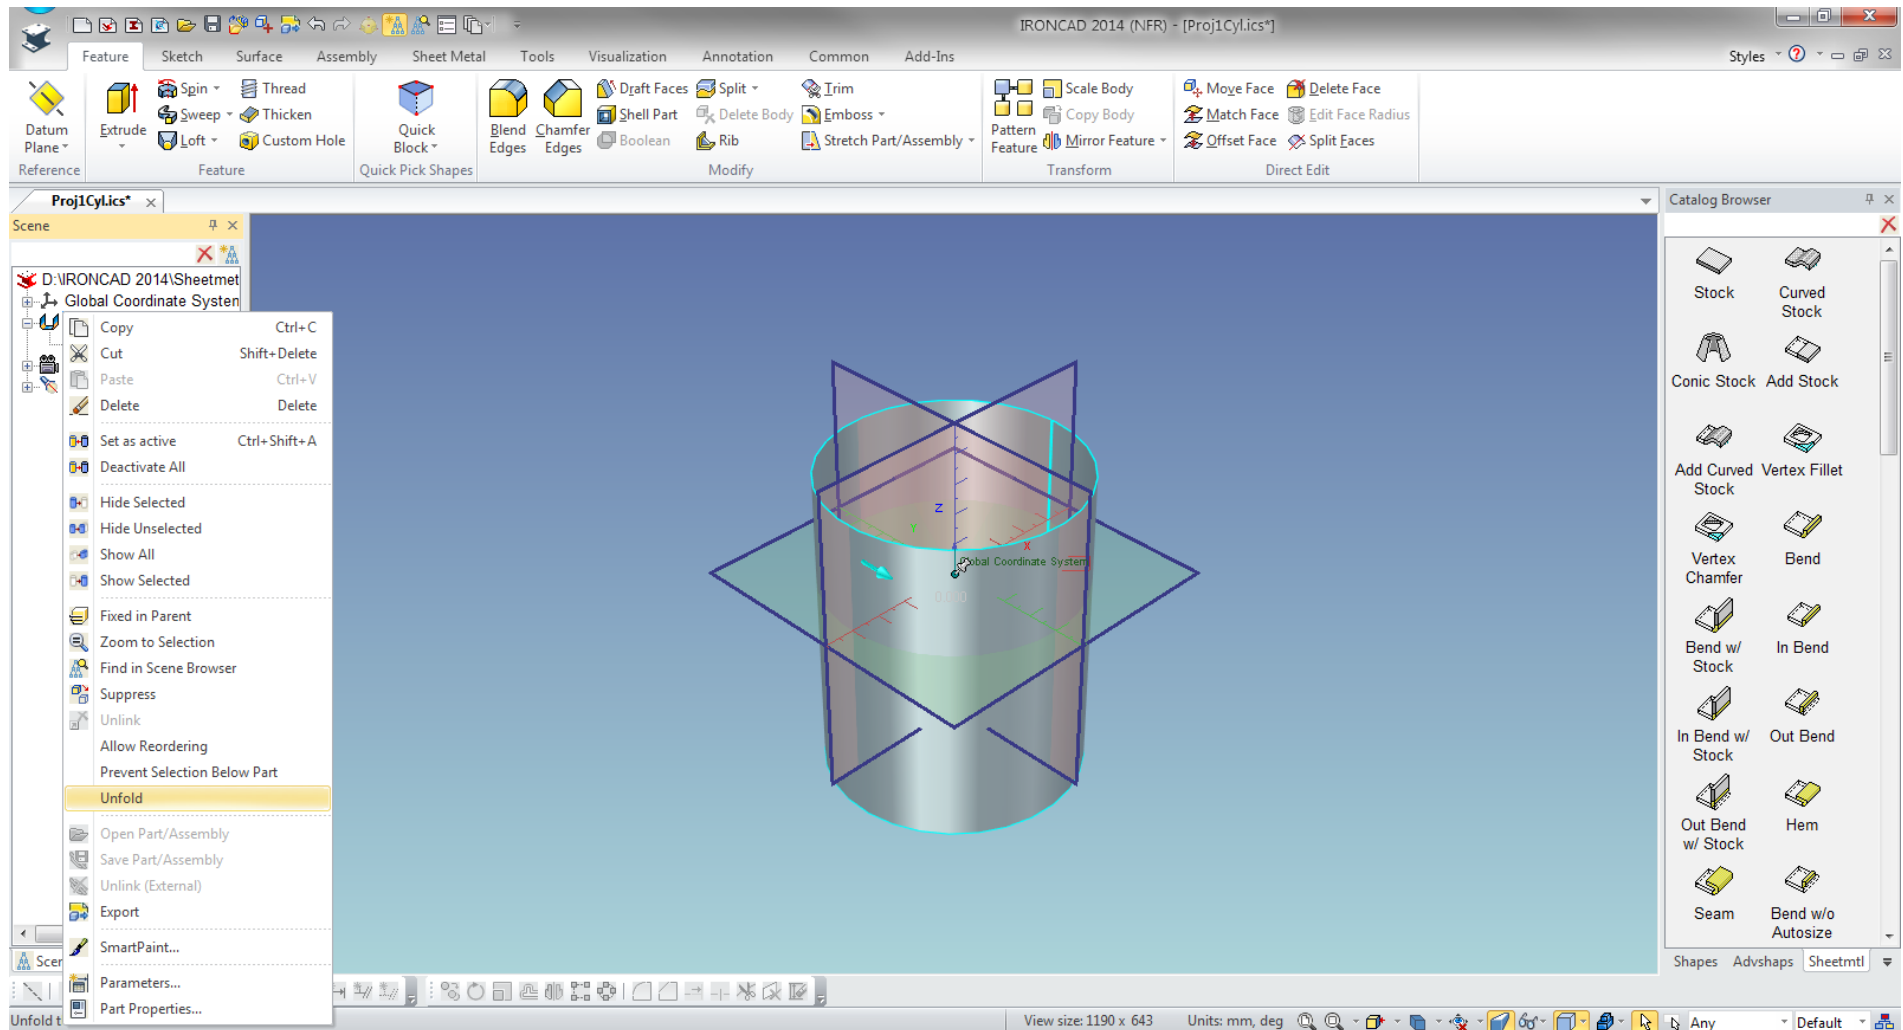 IRONCAD 2014 (NFR) - [Proj1Cyl.ics*]
Feature Sketch Surface Assembly Sheet Metal Tools Visualization Annotation Common Add-Ins Styles
Datum Plane
Reference
Extrude
Spin
Sweep
Loft
Thread
Thicken
Custom Hole
Feature
Quick Block
Quick Pick Shapes
Blend Edges
Chamfer Edges
Draft Faces
Shell Part
Boolean
Split
Delete Body
Rib
Trim
Emboss
Stretch Part/Assembly
Modify
Pattern Feature
Scale Body
Copy Body
Mirror Feature
Transform
Move Face
Match Face
Offset Face
Delete Face
Edit Face Radius
Split Faces
Direct Edit
Proj1Cyl.ics*
Scene
D:\IRONCAD 2014\Sheetmet
Global Coordinate System
Copy Ctrl+C
Cut Shift+Delete
Paste Ctrl+V
Delete Delete
Set as active Ctrl+Shift+A
Deactivate All
Hide Selected
Hide Unselected
Show All
Show Selected
Fixed in Parent
Zoom to Selection
Find in Scene Browser
Suppress
Unlink
Allow Reordering
Prevent Selection Below Part
Unfold
Open Part/Assembly
Save Part/Assembly
Unlink (External)
Export
SmartPaint...
Parameters...
Part Properties...
Scen
Unfold t
Z
X
Global Coordinate System
Catalog Browser
Stock
Curved Stock
Conic Stock
Add Stock
Add Curved Stock
Vertex Fillet
Vertex Chamfer
Bend
Bend w/ Stock
In Bend
In Bend w/ Stock
Out Bend
Out Bend w/ Stock
Hem
Seam
Bend w/o Autosize
Shapes Advshaps Sheetmtl
View size: 1190 x 643 Units: mm, deg Any Default